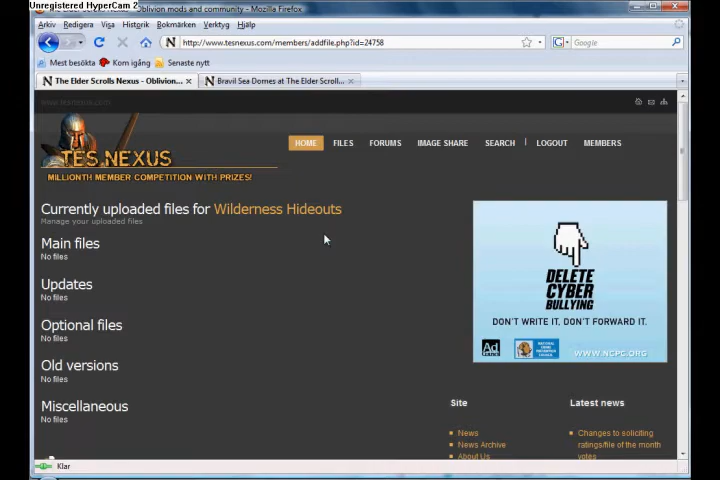 Unregistered HyperCam 2
Oblivion mods and community - Mozilla Firefox
Arkiv Redigera Visa Historik Bokmärken Verktyg Hjälp
http://www.tesnexus.com/members/addfile.php?id=24758
Google
Mest besökta Kom igång Senaste nytt
The Elder Scrolls Nexus - Oblivion...
Bravil Sea Domes at The Elder Scroll...
www.tesnexus.com
TES NEXUS
MILLIONTH MEMBER COMPETITION WITH PRIZES!
HOME FILES FORUMS IMAGE SHARE SEARCH | LOGOUT MEMBERS
Currently uploaded files for Wilderness Hideouts
Manage your uploaded files
Main files
No files
Updates
No files
Optional files
No files
Old versions
No files
Miscellaneous
No files
DELETE
CYBER
BULLYING
DON'T WRITE IT, DON'T FORWARD IT.
Ad
Council
WWW.NCPC.ORG
Site
News
News Archive
About Us
Latest news
Changes to soliciting
ratings/file of the month
votes
Klar